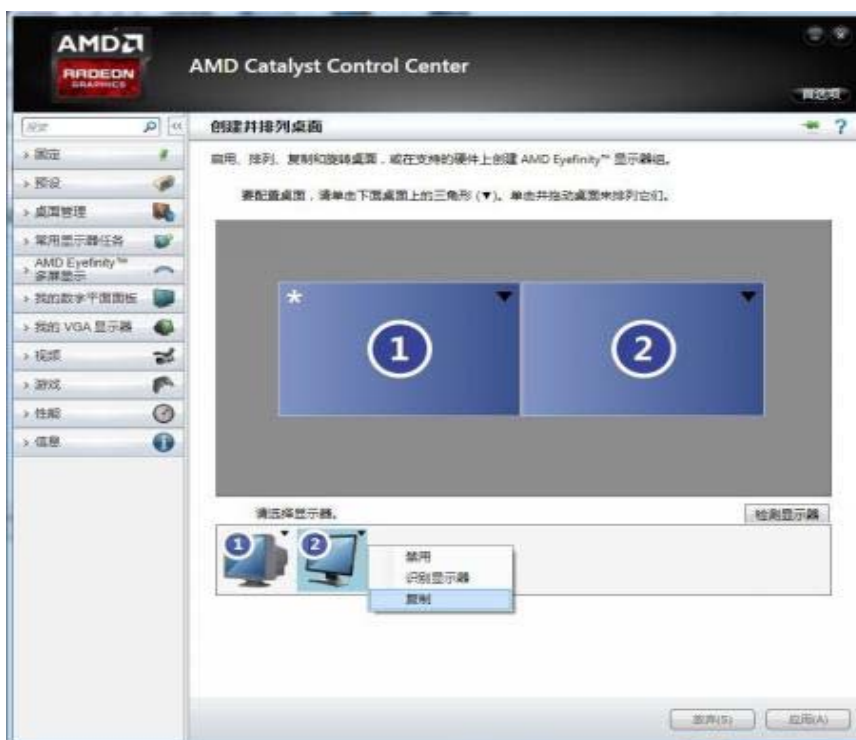 AMD
RADEON
GRAPHICS
AMD Catalyst Control Center
首选项
搜索
创建并排列桌面
?
固定
启用、排列、复制和旋转桌面，或在支持的硬件上创建 AMD Eyefinity™ 显示器组。
预设
要配置桌面，请单击下面桌面上的三角形 (▼)。单击并拖动桌面来排列它们。
桌面管理
常用显示器任务
AMD Eyefinity™
多屏显示
我的数字平面面板
我的 VGA 显示器
视频
游戏
性能
信息
* 1 2
请选择显示器。
检测显示器
1 2
禁用
识别显示器
复制
放弃(S) 应用(A)